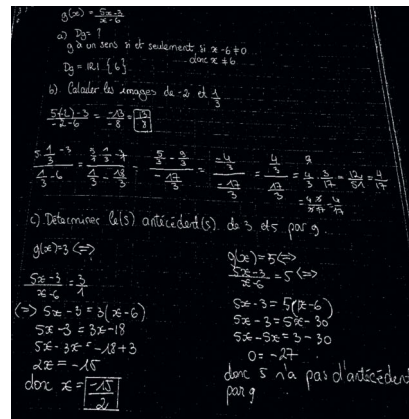 g(x) = (5x-3)/(x-6)
a) Dg = ?
g a un sens si et seulement si x-6≠0
donc x≠6
Dg = IR \ {6}
b) Calculer les images de -2 et 1/3
(5(-2)-3)/(-2-6) = -13/-8 = 13/8
(5·1/3 - 3)/(1/3 - 6) = (5/3 - 9/3)/(1/3 - 18/3) = (5/3 - 9/3)/(-17/3) = (-4/3)/(-17/3) = (4/3)/(17/3) = 4/3 · 3/17 = 12/51 = 4/17
c) Déterminer le(s) antécédent(s) de 3 et 5 par g
g(x)=3 <=>
(5x-3)/(x-6) = 3/1
(=>) 5x-3 = 3(x-6)
5x-3 = 3x-18
5x-3x = -18+3
2x = -15
donc x = -15/2
g(x)=5 <=>
(5x-3)/(x-6) = 5 <=>
5x-3 = 5(x-6)
5x-3 = 5x-30
5x-5x = 3-30
0 = -27
donc 5 n'a pas d'antécédent
par g